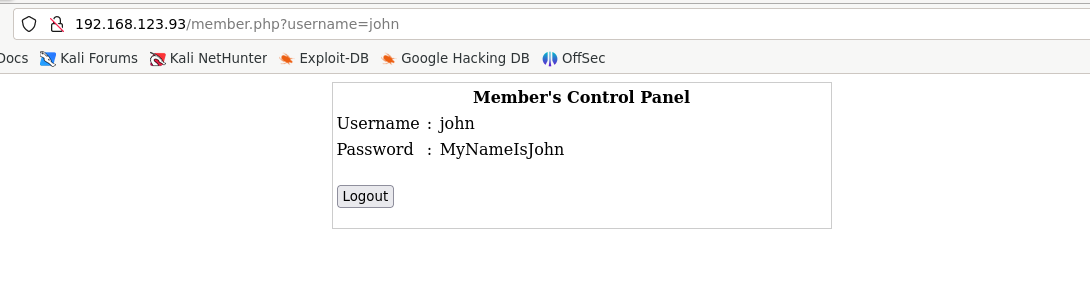 192.168.123.93/member.php?username=john
Docs Kali Forums Kali NetHunter Exploit-DB Google Hacking DB OffSec
Member's Control Panel
Username : john
Password : MyNameIsJohn
Logout